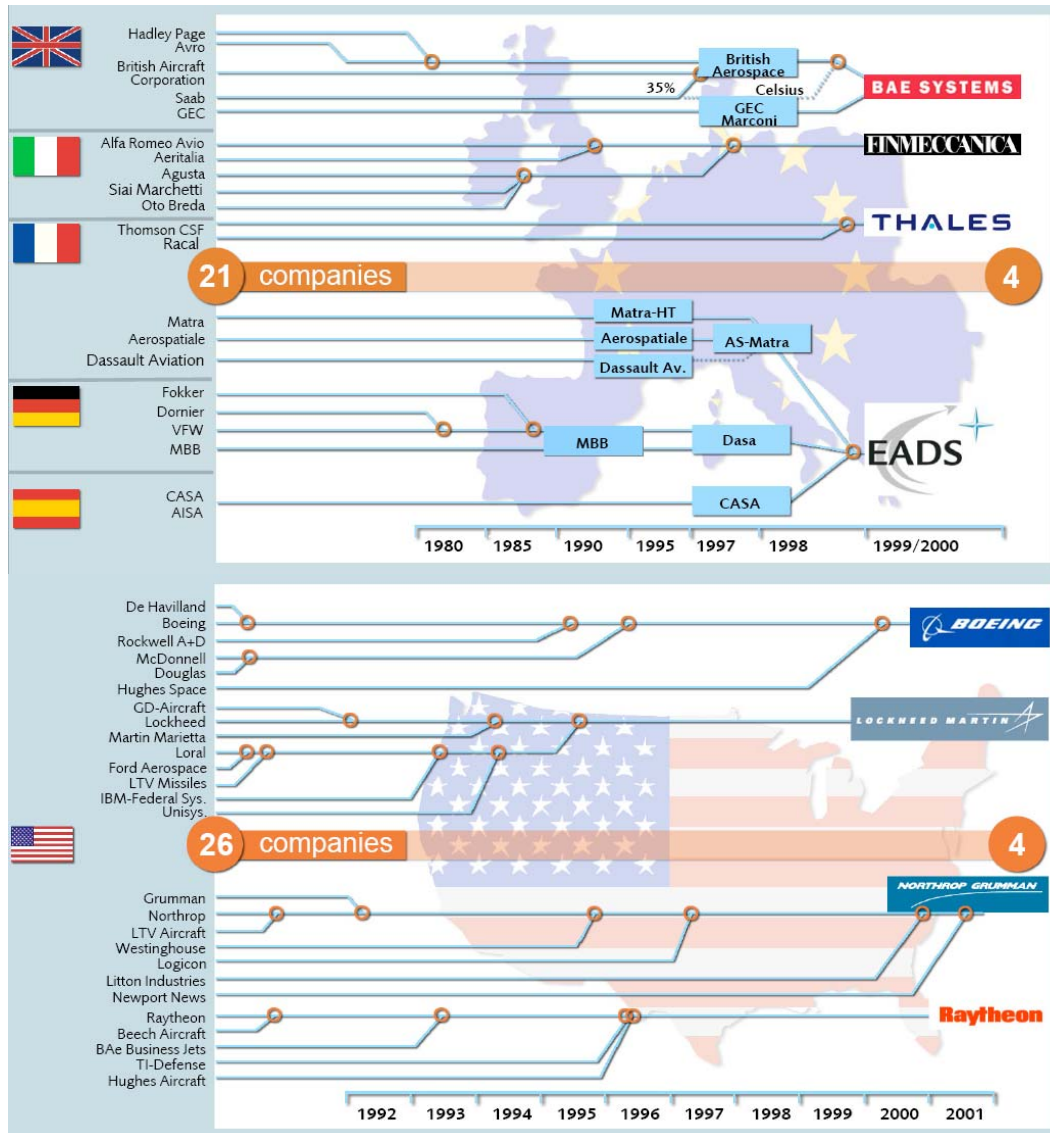 Hadley Page
Avro
British Aircraft
Corporation
Saab
GEC
35%
British
Aerospace
Celsius
GEC
Marconi
BAE SYSTEMS
Alfa Romeo Avio
Aeritalia
Agusta
Siai Marchetti
Oto Breda
FINMECCANICA
Thomson CSF
Racal
THALES
21 companies 4
Matra
Aerospatiale
Dassault Aviation
Matra-HT
Aerospatiale
AS-Matra
Dassault Av.
Fokker
Dornier
VFW
MBB
MBB
Dasa
EADS
CASA
AISA
CASA
1980 1985 1990 1995 1997 1998 1999/2000
De Havilland
Boeing
Rockwell A+D
McDonnell
Douglas
Hughes Space
BOEING
GD-Aircraft
Lockheed
Martin Marietta
Loral
Ford Aerospace
LTV Missiles
IBM-Federal Sys.
Unisys.
LOCKHEED MARTIN
26 companies 4
Grumman
Northrop
LTV Aircraft
Westinghouse
Logicon
Litton Industries
Newport News
NORTHROP GRUMMAN
Raytheon
Beech Aircraft
BAe Business Jets
TI-Defense
Hughes Aircraft
Raytheon
1992 1993 1994 1995 1996 1997 1998 1999 2000 2001